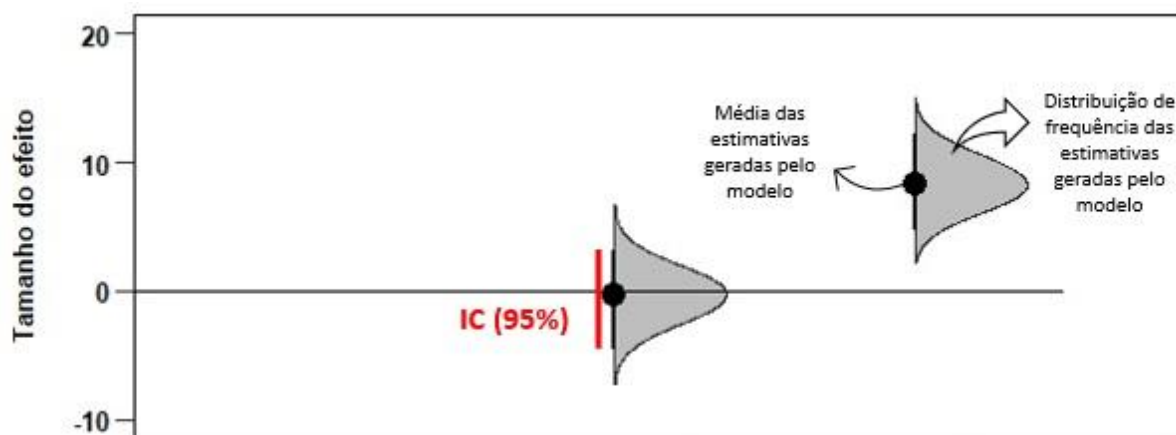 Tamanho do efeito
20
10
0
-10
IC (95%)
Média das
estimativas
geradas pelo
modelo
Distribuição de
frequência das
estimativas
geradas pelo
modelo